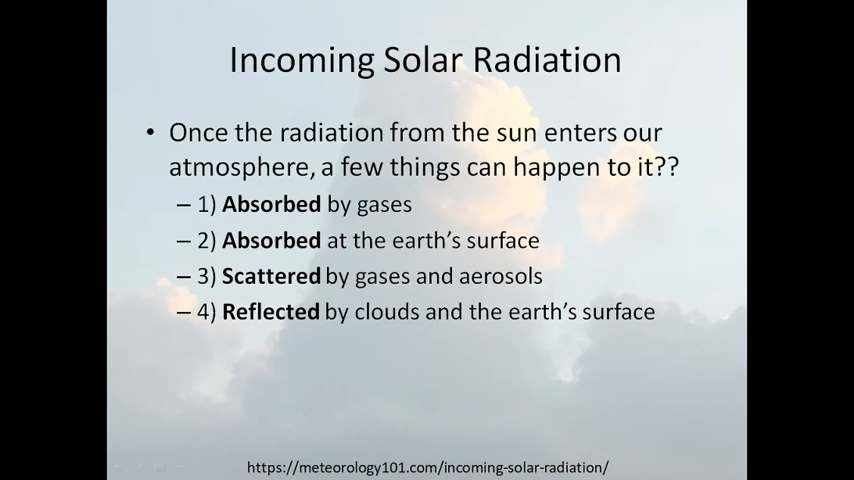 Incoming Solar Radiation
• Once the radiation from the sun enters our
atmosphere, a few things can happen to it??
– 1) Absorbed by gases
– 2) Absorbed at the earth’s surface
– 3) Scattered by gases and aerosols
– 4) Reflected by clouds and the earth’s surface
https://meteorology101.com/incoming-solar-radiation/